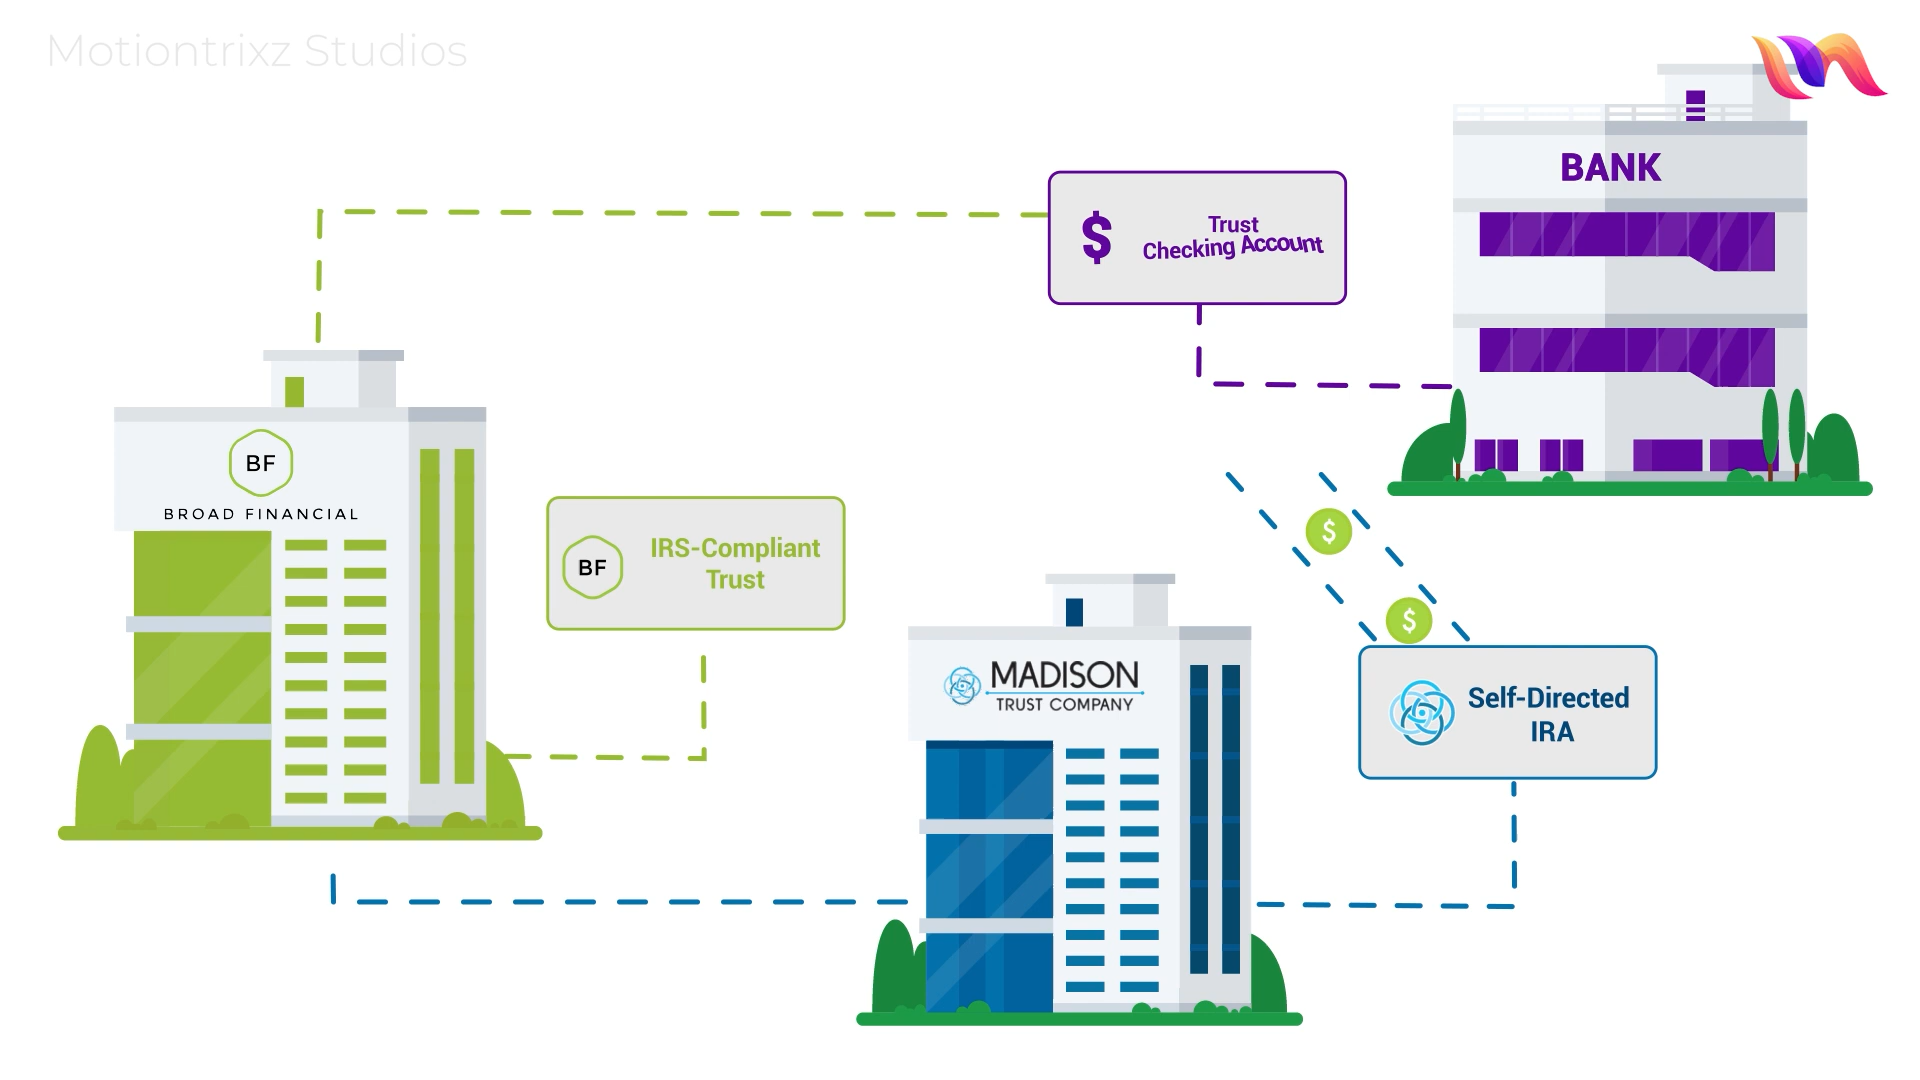 Motiontrixz Studios
BANK
$
Trust
Checking Account
BF
BROAD FINANCIAL
BF
IRS-Compliant
Trust
$
$
MADISON
TRUST COMPANY
Self-Directed
IRA